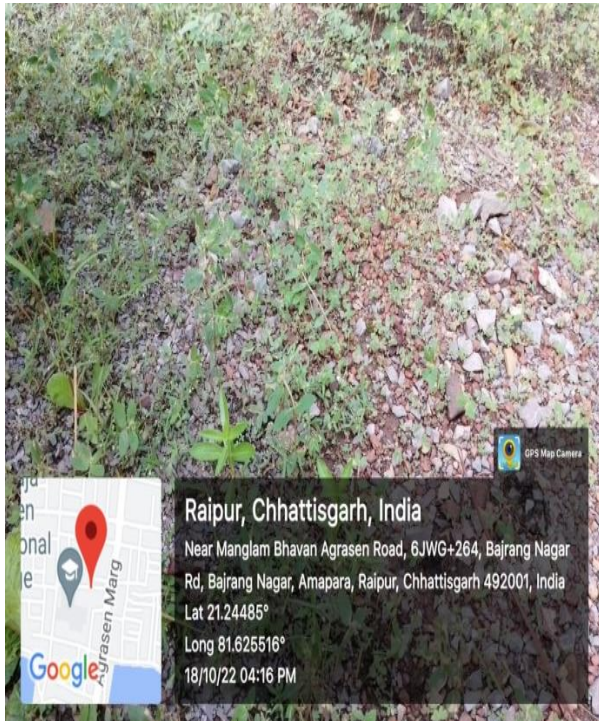 GPS Map Camera
Raipur, Chhattisgarh, India
Near Manglam Bhavan Agrasen Road, 6JWG+264, Bajrang Nagar
Rd, Bajrang Nagar, Amapara, Raipur, Chhattisgarh 492001, India
Lat 21.24485°
Long 81.625516°
18/10/22 04:16 PM
en
onal
e
Agrasen Marg
Google